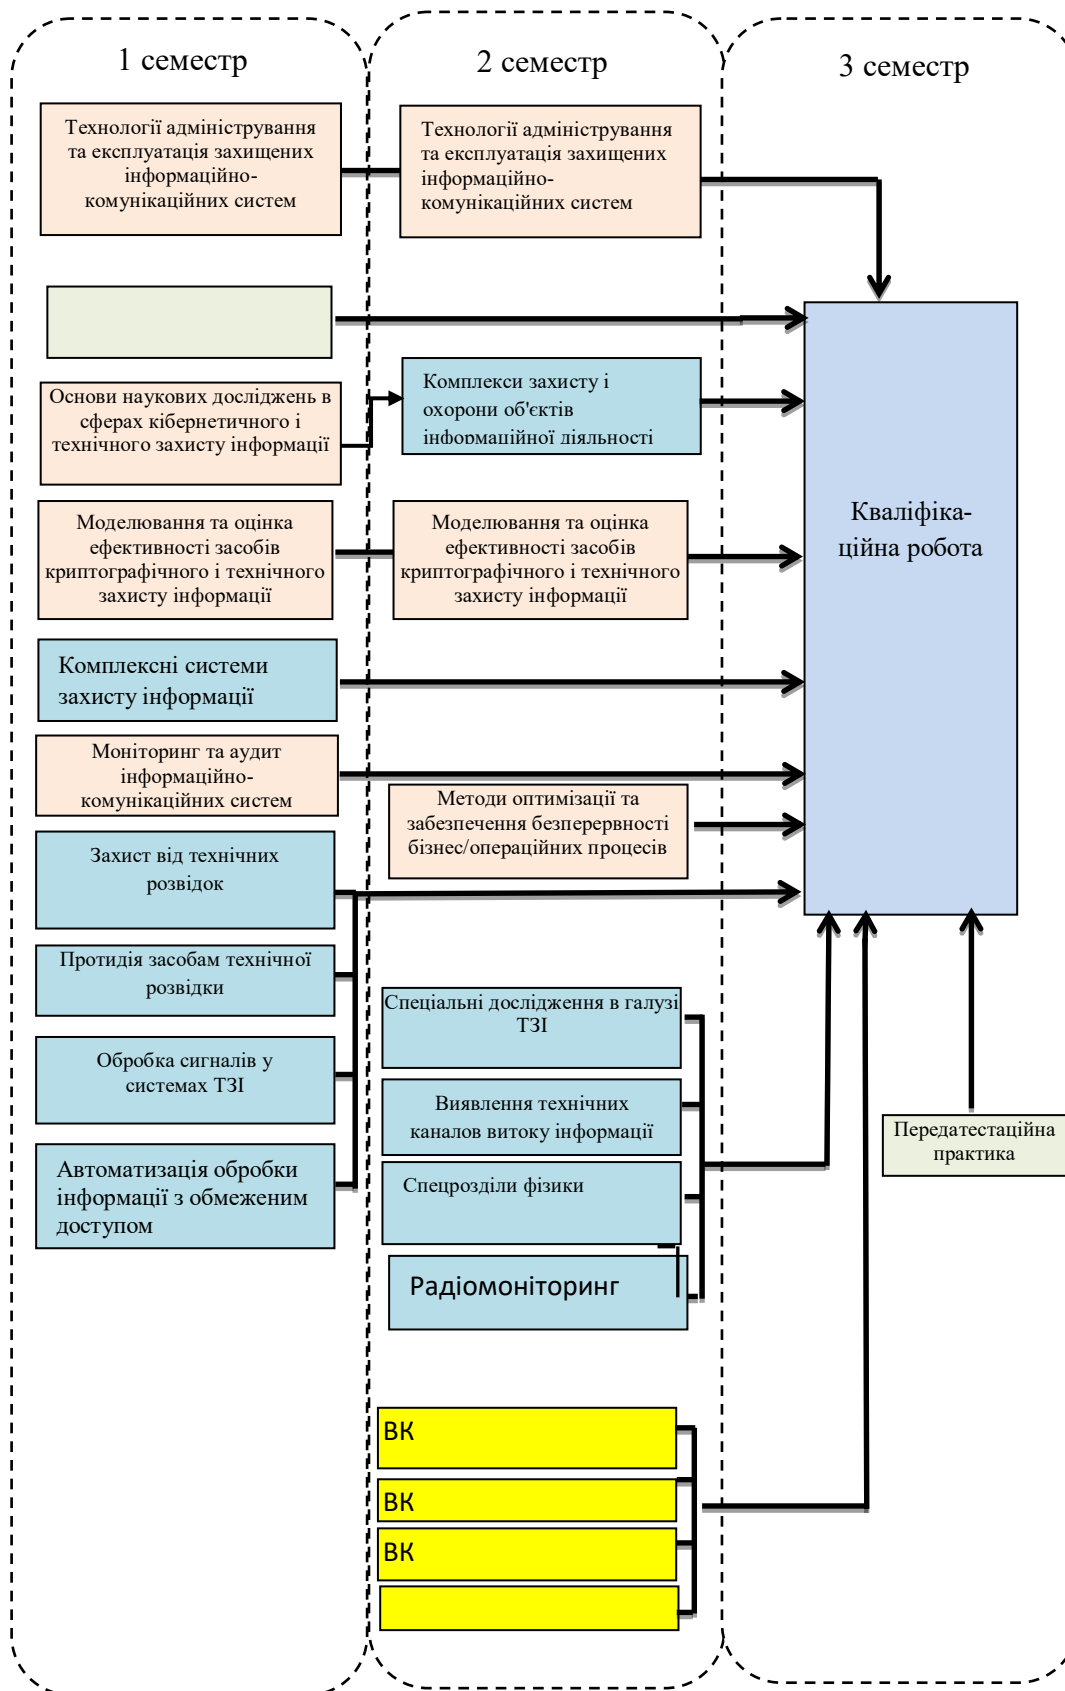 1 семестр
2 семестр
3 семестр
Технології адміністрування
та експлуатація захищених
інформаційно-
комунікаційних систем
Технології адміністрування
та експлуатація захищених
інформаційно-
комунікаційних систем
Основи наукових досліджень в
сферах кібернетичного і
технічного захисту інформації
Комплекси захисту і
охорони об'єктів
інформаційної діяльності
Моделювання та оцінка
ефективності засобів
криптографічного і технічного
захисту інформації
Моделювання та оцінка
ефективності засобів
криптографічного і технічного
захисту інформації
Кваліфіка-
ційна робота
Комплексні системи
захисту інформації
Моніторинг та аудит
інформаційно-
комунікаційних систем
Методи оптимізації та
забезпечення безперервності
бізнес/операційних процесів
Захист від технічних
розвідок
Протидія засобам технічної
розвідки
Спеціальні дослідження в галузі
ТЗІ
Обробка сигналів у
системах ТЗІ
Виявлення технічних
каналов витоку інформації
Передатестаційна
практика
Автоматизація обробки
інформації з обмеженим
доступом
Спецрозділи фізики
Радіомоніторинг
ВК
ВК
ВК